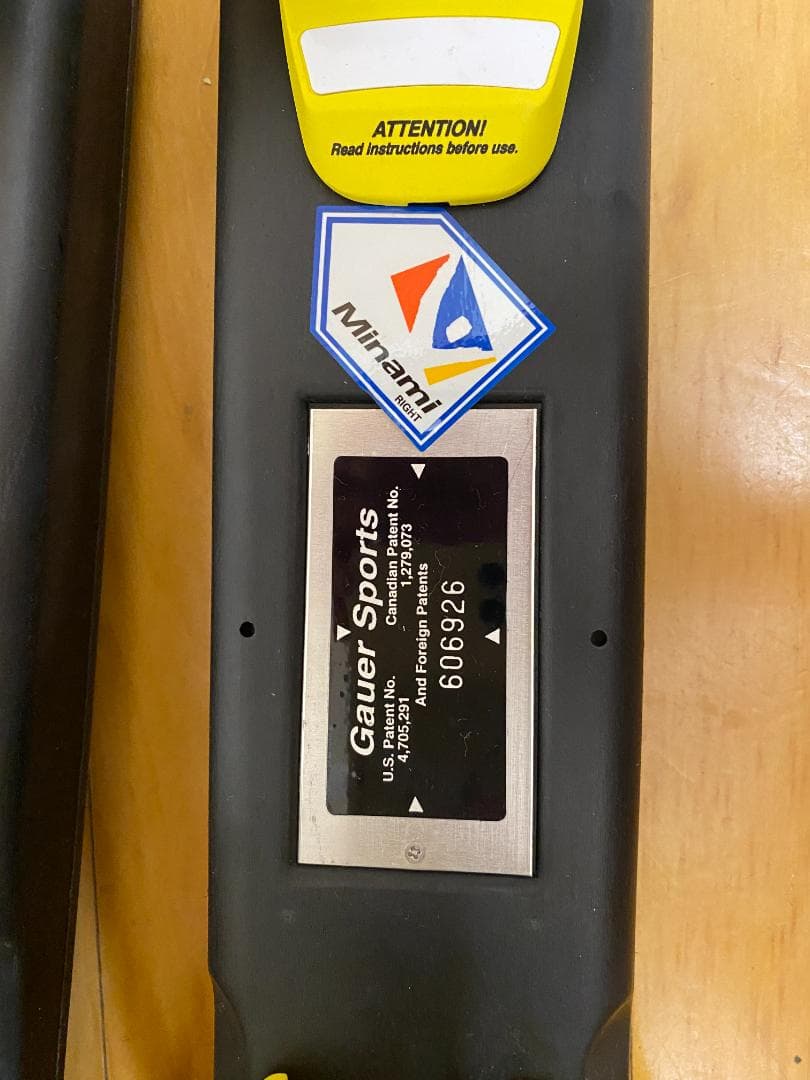 ATTENTION!
Read instructions before use.
Minami
RIGHT
Gauer Sports
U.S. Patent No. Canadian Patent No.
4,705,291 1,279,073
And Foreign Patents
606926